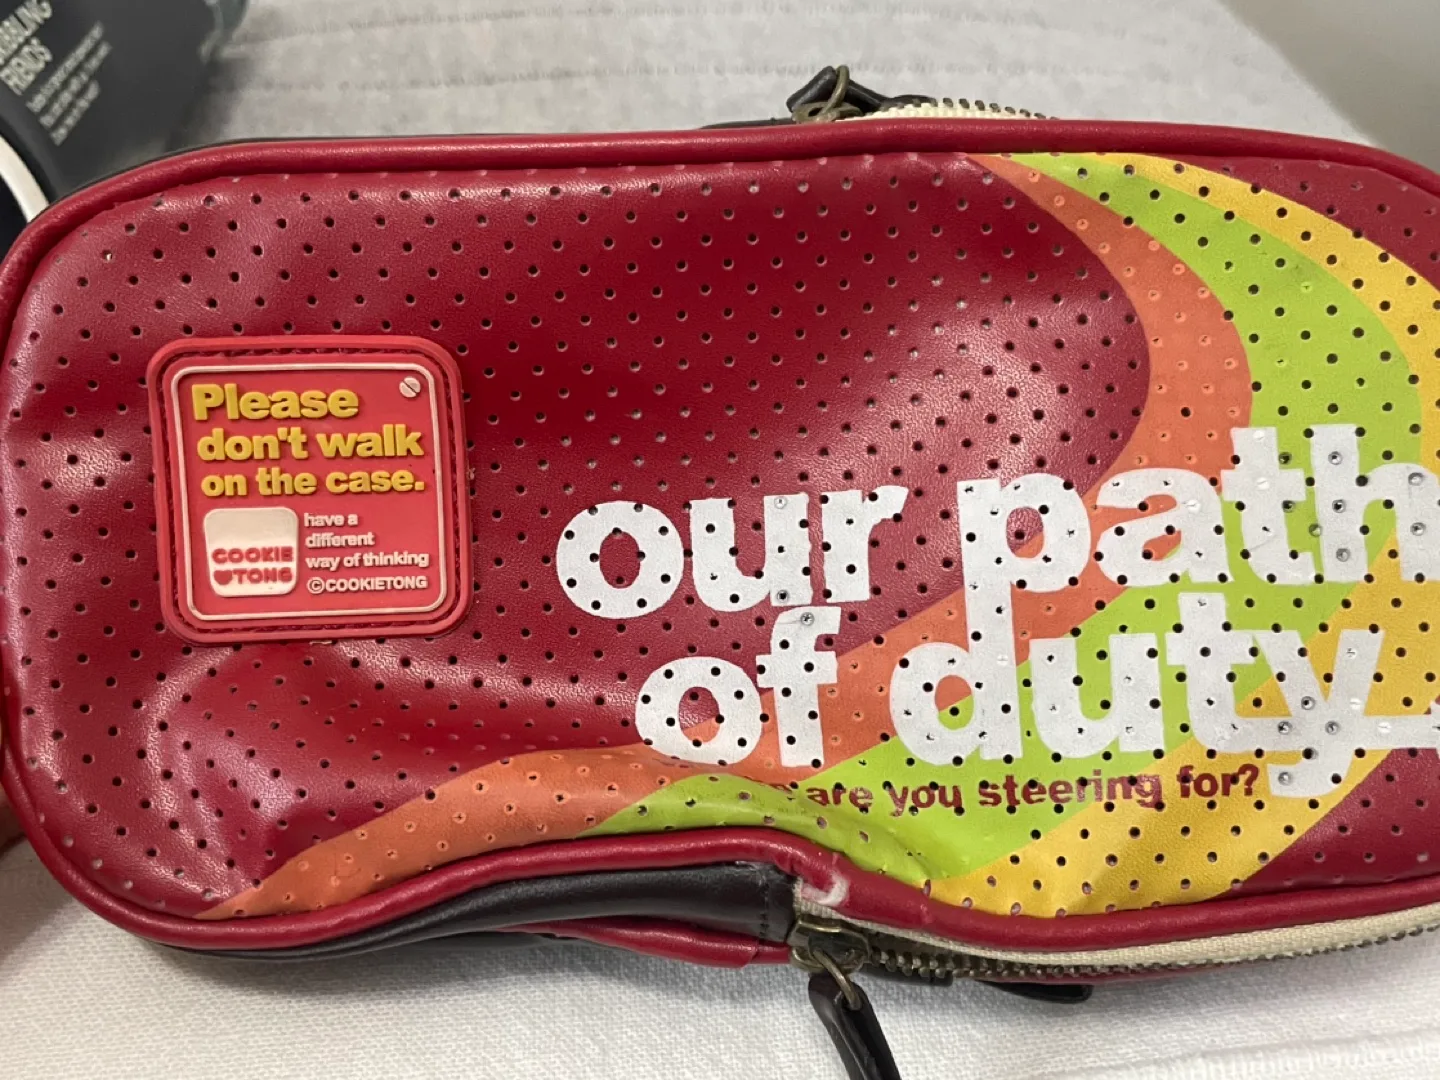 Please
don't walk
on the case.
COOKIE
♥TONG
have a
different
way of thinking
©COOKIETONG
our path
of duty
are you steering for?